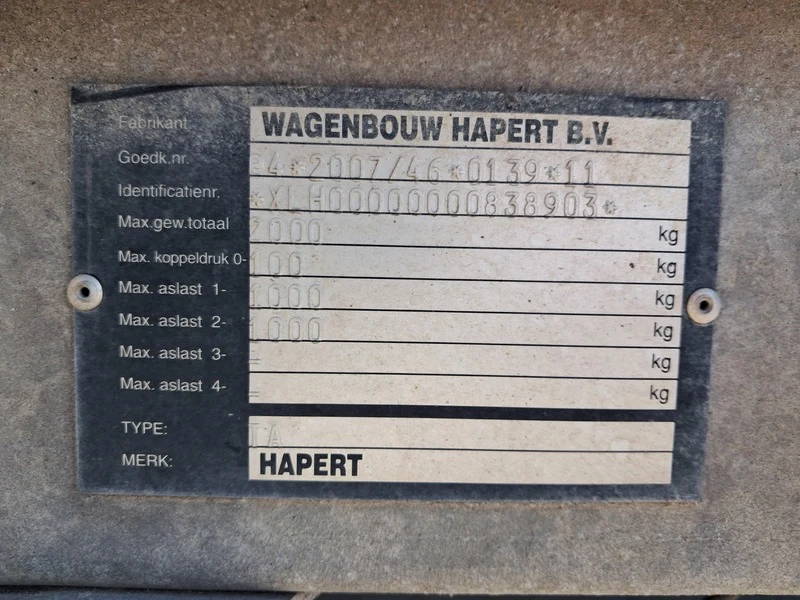 Fabrikant WAGENBOUW HAPERT B.V.
Goedk.nr. *2007/46*0139*11
Identificatienr. *XLH00000000838903*
Max.gew.totaal 2000 kg
Max. koppeldruk 0- 100 kg
Max. aslast 1- 1000 kg
Max. aslast 2- 1000 kg
Max. aslast 3- = kg
Max. aslast 4- = kg
TYPE: TA
MERK: HAPERT